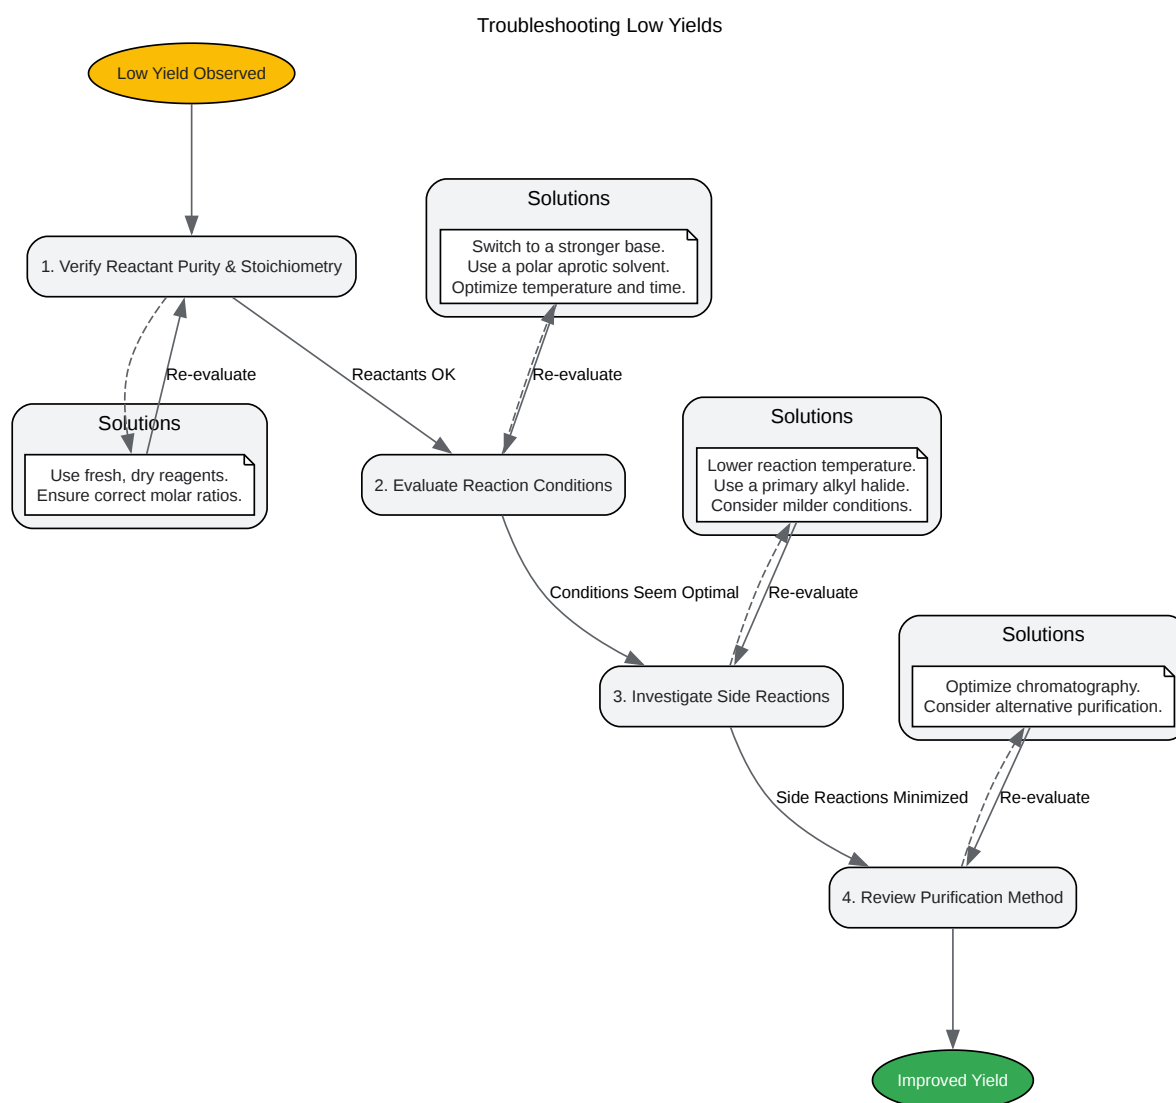 Troubleshooting Low Yields
Low Yield Observed
Solutions
Switch to a stronger base.
Use a polar aprotic solvent.
Optimize temperature and time.
1. Verify Reactant Purity & Stoichiometry
Re-evaluate
Reactants OK
Re-evaluate
Solutions
Use fresh, dry reagents.
Ensure correct molar ratios.
2. Evaluate Reaction Conditions
Solutions
Lower reaction temperature.
Use a primary alkyl halide.
Consider milder conditions.
Conditions Seem Optimal
Re-evaluate
Solutions
Optimize chromatography.
Consider alternative purification.
3. Investigate Side Reactions
Side Reactions Minimized
Re-evaluate
4. Review Purification Method
Improved Yield